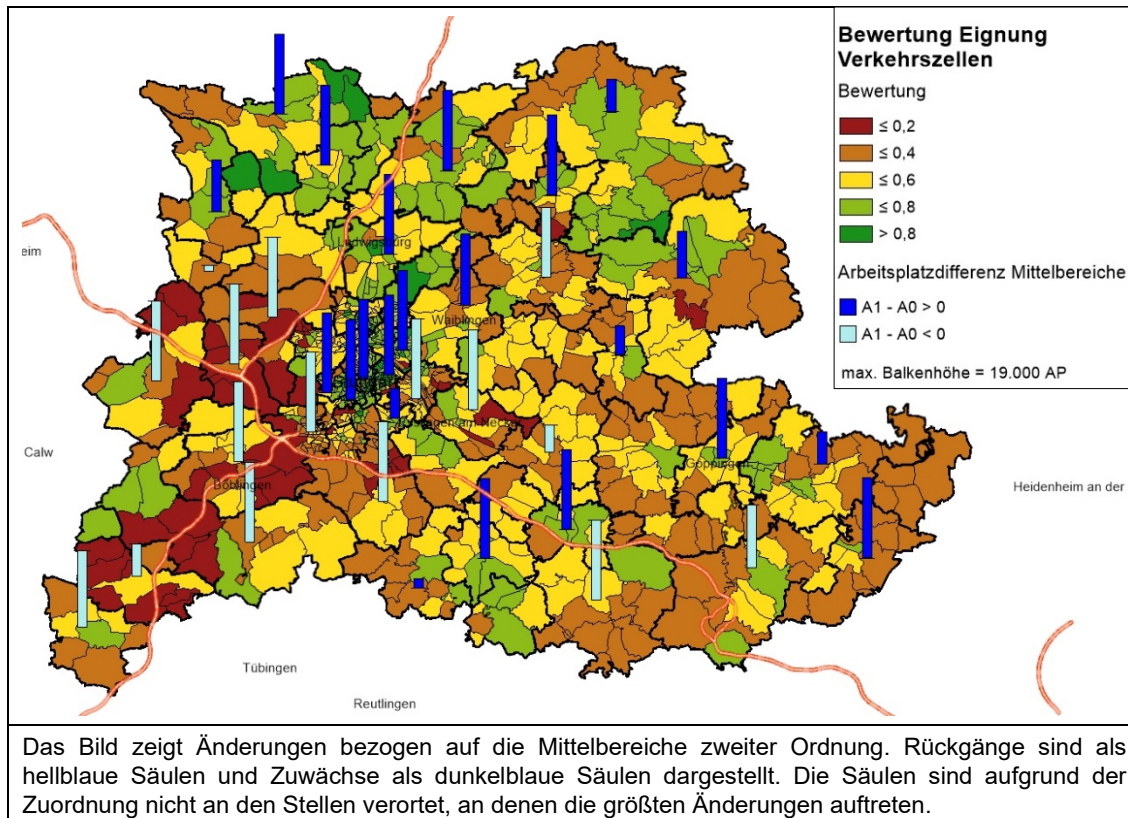 Bewertung Eignung
Verkehrszellen
Bewertung
≤ 0,2
≤ 0,4
≤ 0,6
≤ 0,8
> 0,8
Arbeitsplatzdifferenz Mittelbereiche
A1 - A0 > 0
A1 - A0 < 0
max. Balkenhöhe = 19.000 AP
Ludwigsburg
eim
Waiblingen
Calw
Göppingen
Böblingen
Heidenheim an der
Tübingen
Reutlingen
Das Bild zeigt Änderungen bezogen auf die Mittelbereiche zweiter Ordnung. Rückgänge sind als
hellblaue Säulen und Zuwächse als dunkelblaue Säulen dargestellt. Die Säulen sind aufgrund der
Zuordnung nicht an den Stellen verortet, an denen die größten Änderungen auftreten.